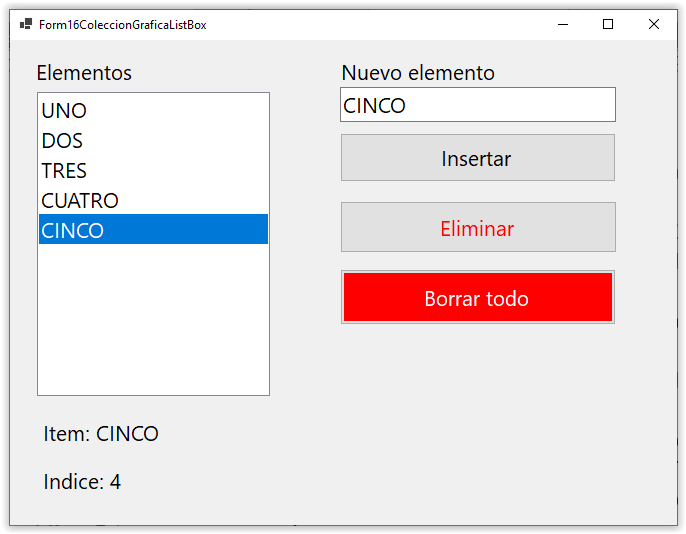 Form16ColeccionGraficaListBox
Elementos
UNO
DOS
TRES
CUATRO
CINCO
Nuevo elemento
CINCO
Insertar
Eliminar
Borrar todo
Item: CINCO
Indice: 4